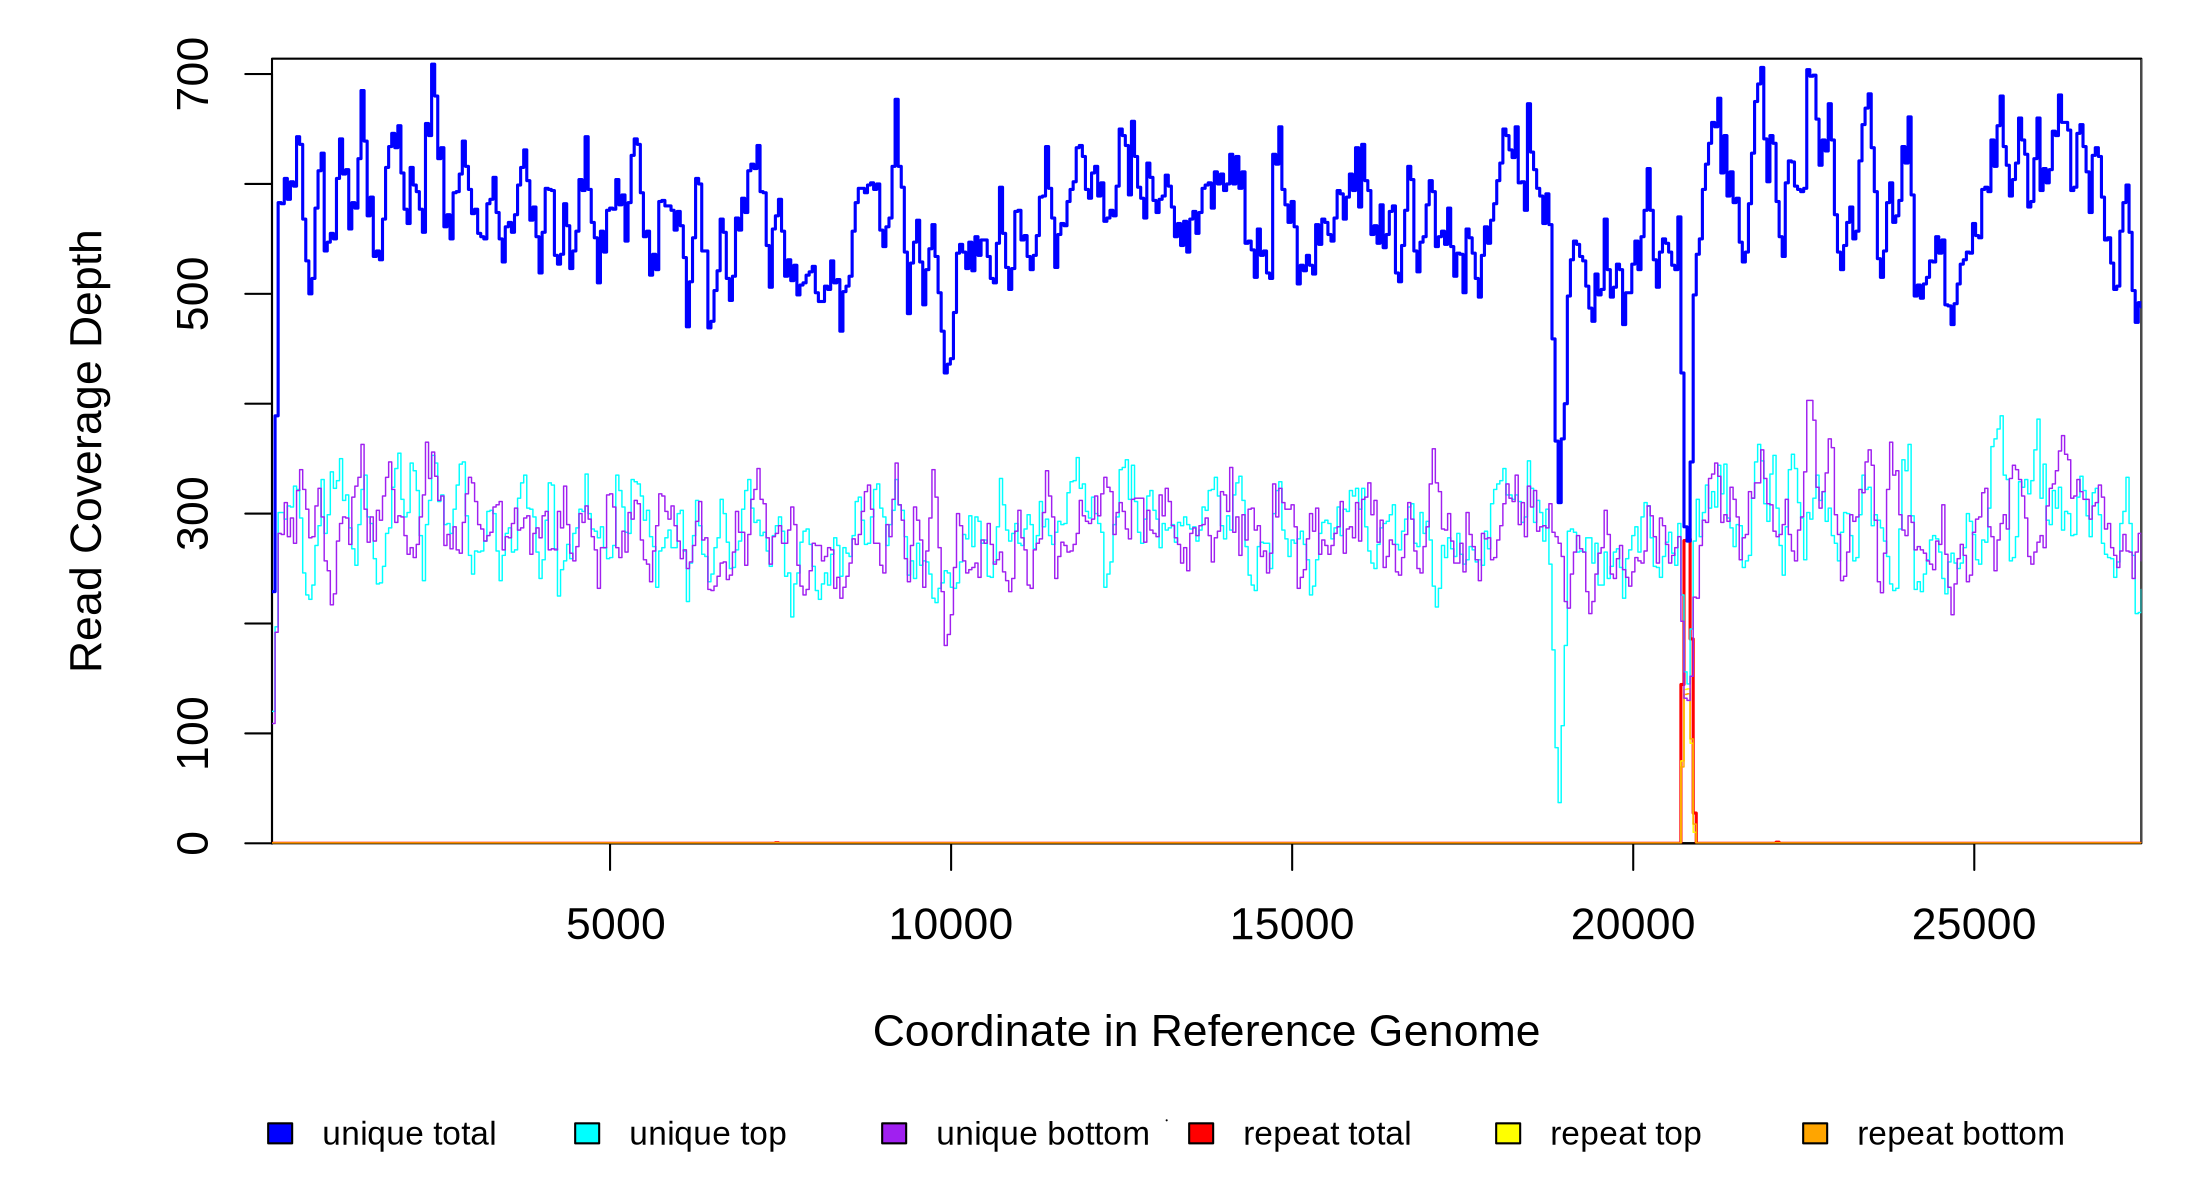 700
500
300
100
0
Read Coverage Depth
5000 10000 15000 20000 25000
Coordinate in Reference Genome
unique total unique top unique bottom repeat total repeat top repeat bottom